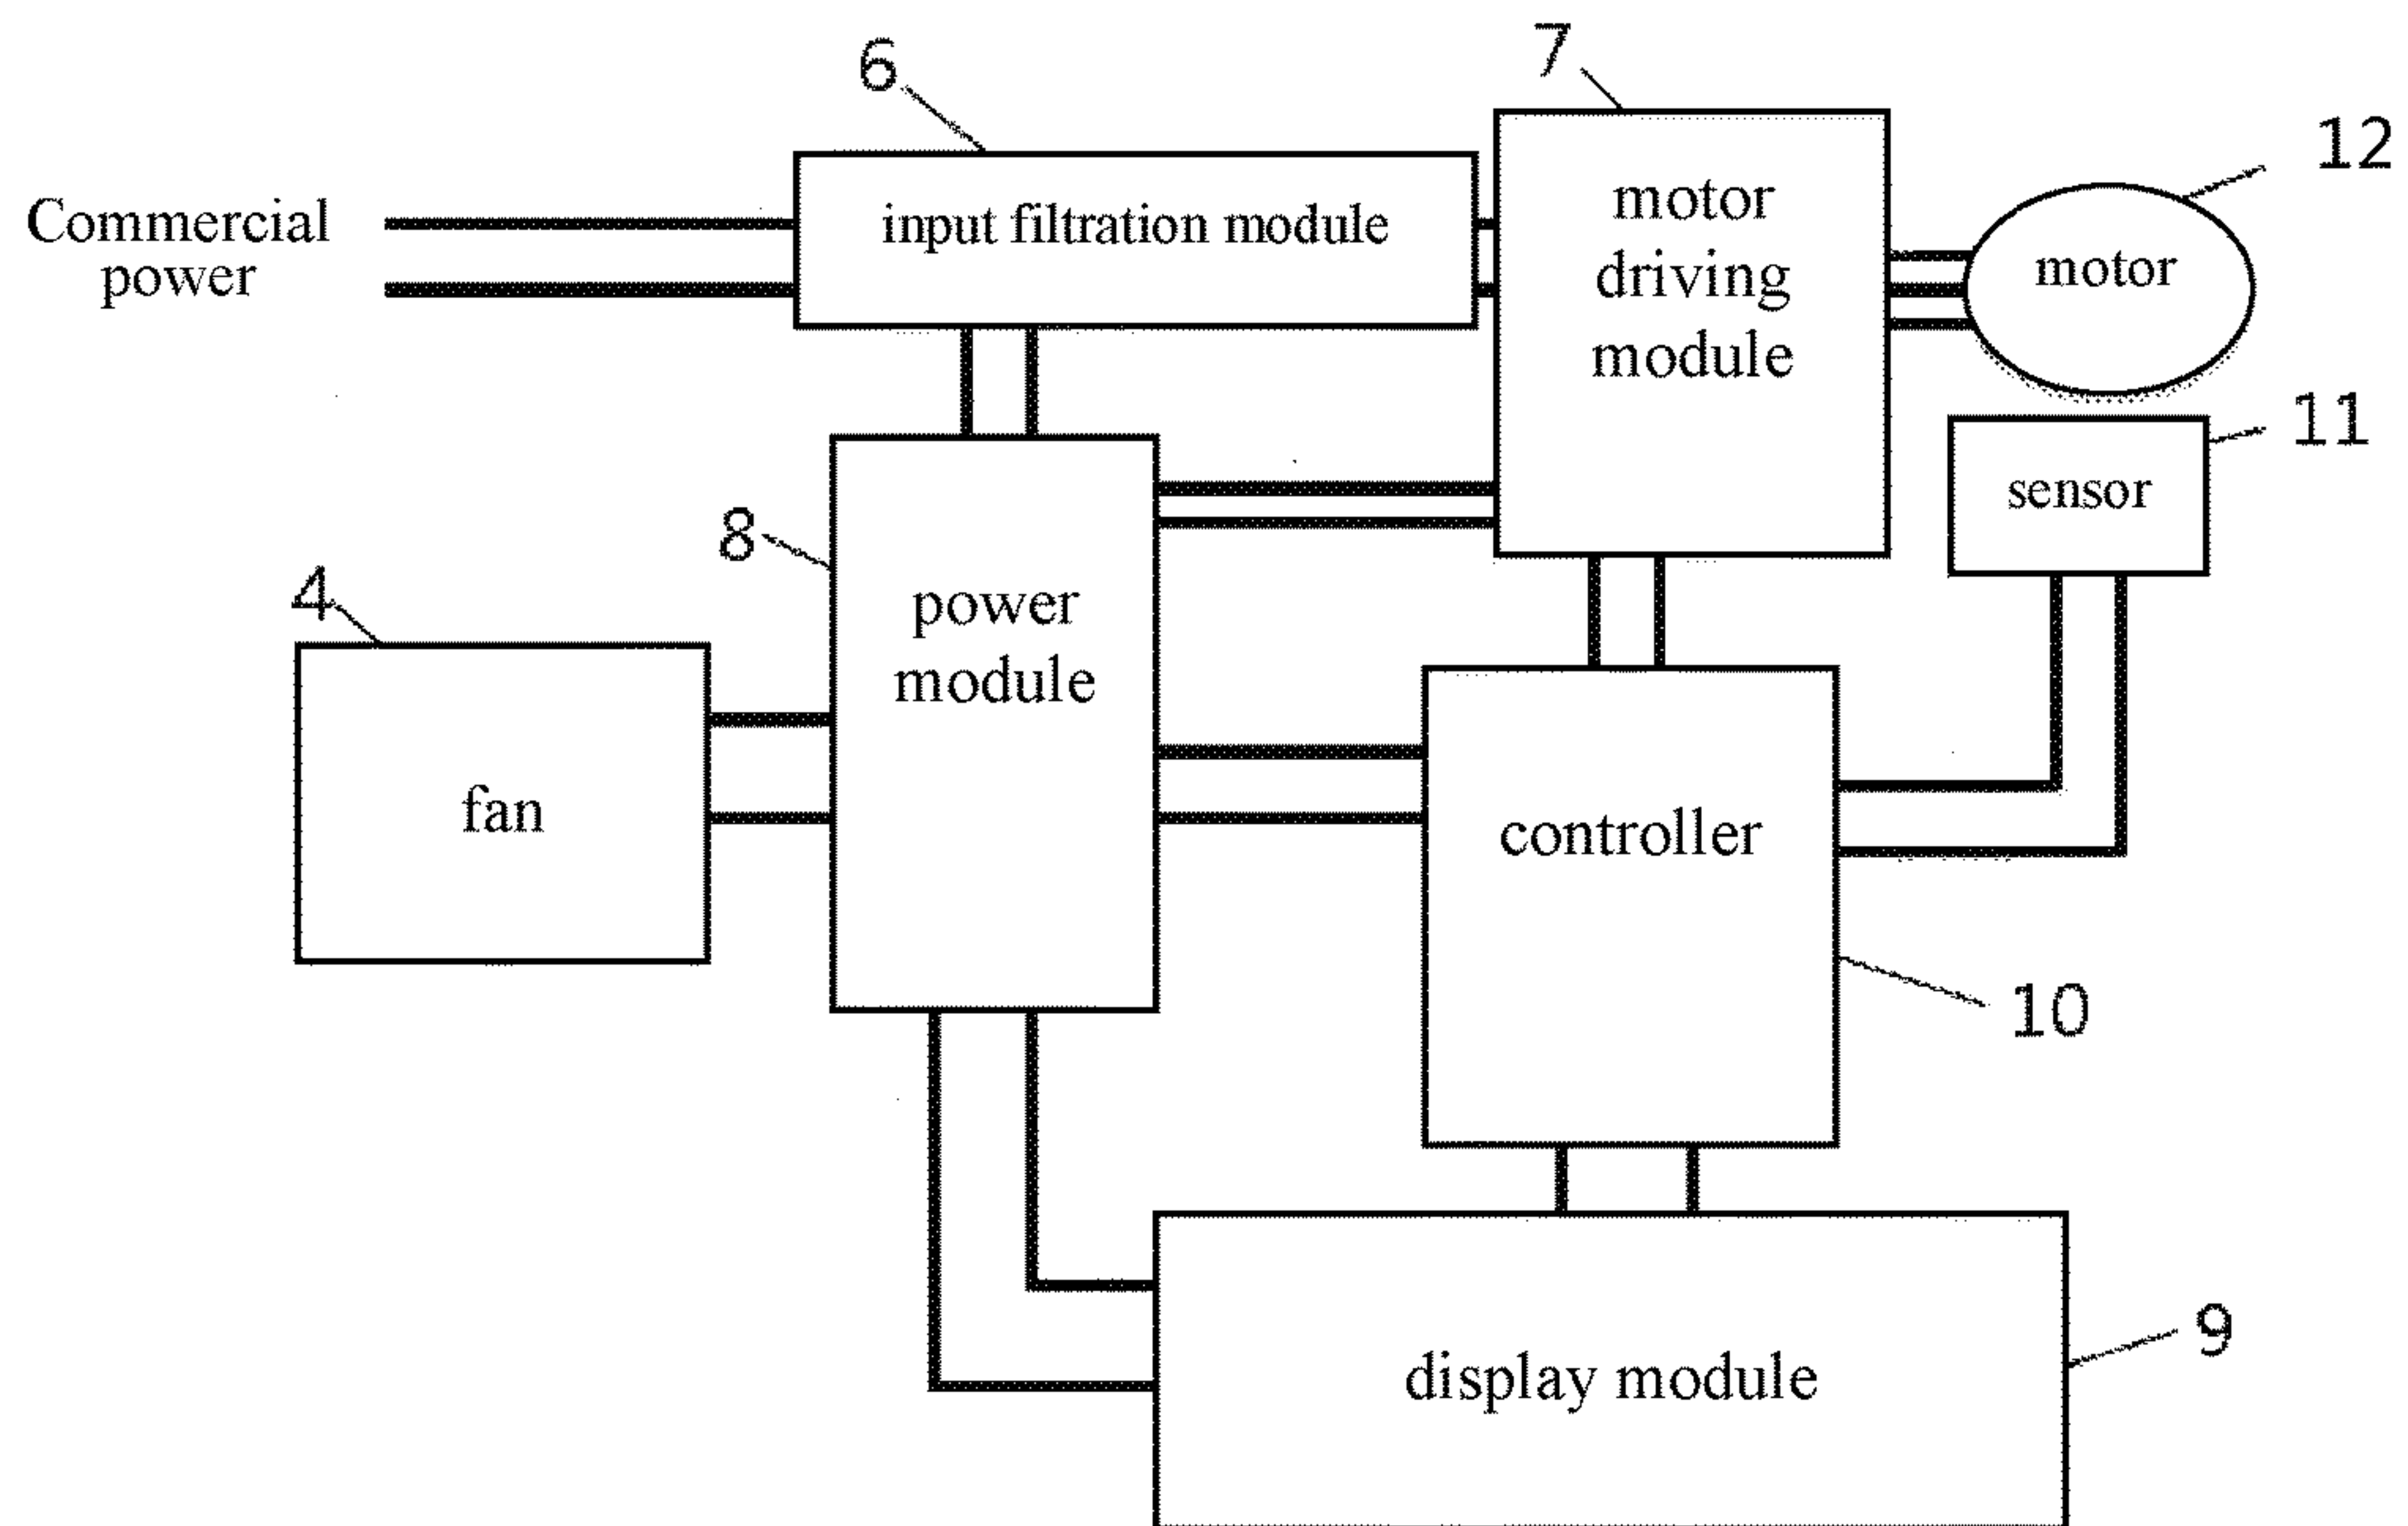 6
7
12
Commercial
power
input filtration module
motor
driving
module
motor
11
sensor
8
power
module
4
fan
controller
10
display module
9